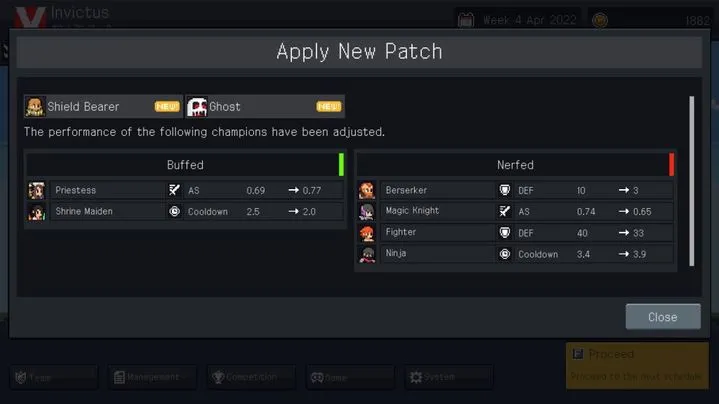 Invictus
Week 4 Apr 2022
1882
Apply New Patch
Shield Bearer NEW!
Ghost NEW!
The performance of the following champions have been adjusted.
Buffed
Priestess AS 0.69 → 0.77
Shrine Maiden Cooldown 2.5 → 2.0
Nerfed
Berserker DEF 10 → 3
Magic Knight AS 0.74 → 0.65
Fighter DEF 40 → 33
Ninja Cooldown 3.4 → 3.9
Close
Team
Management
Competition
Game
System
Proceed
Proceed to the next schedule